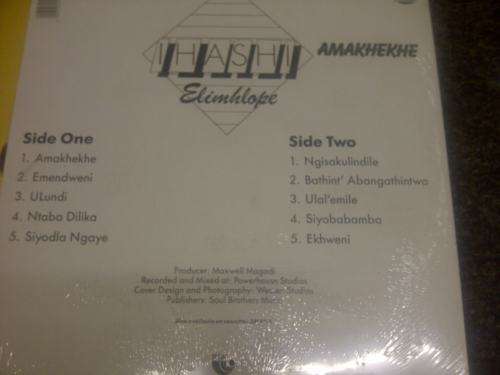 IHASHI
Elimhlope
AMAKHEKHE
Side One
1. Amakhekhe
2. Emendweni
3. ULundi
4. Ntaba Dilika
5. Siyodla Ngaye
Side Two
1. Ngisakulindile
2. Bathint' Abangathintwa
3. Ulal'emile
4. Siyobabamba
5. Ekhweni
Producer: Maxwell Magadi
Recorded and Mixed at: Powerhouse Studios
Cover Design and Photography: Studios
Publishers: Soul Brothers Music